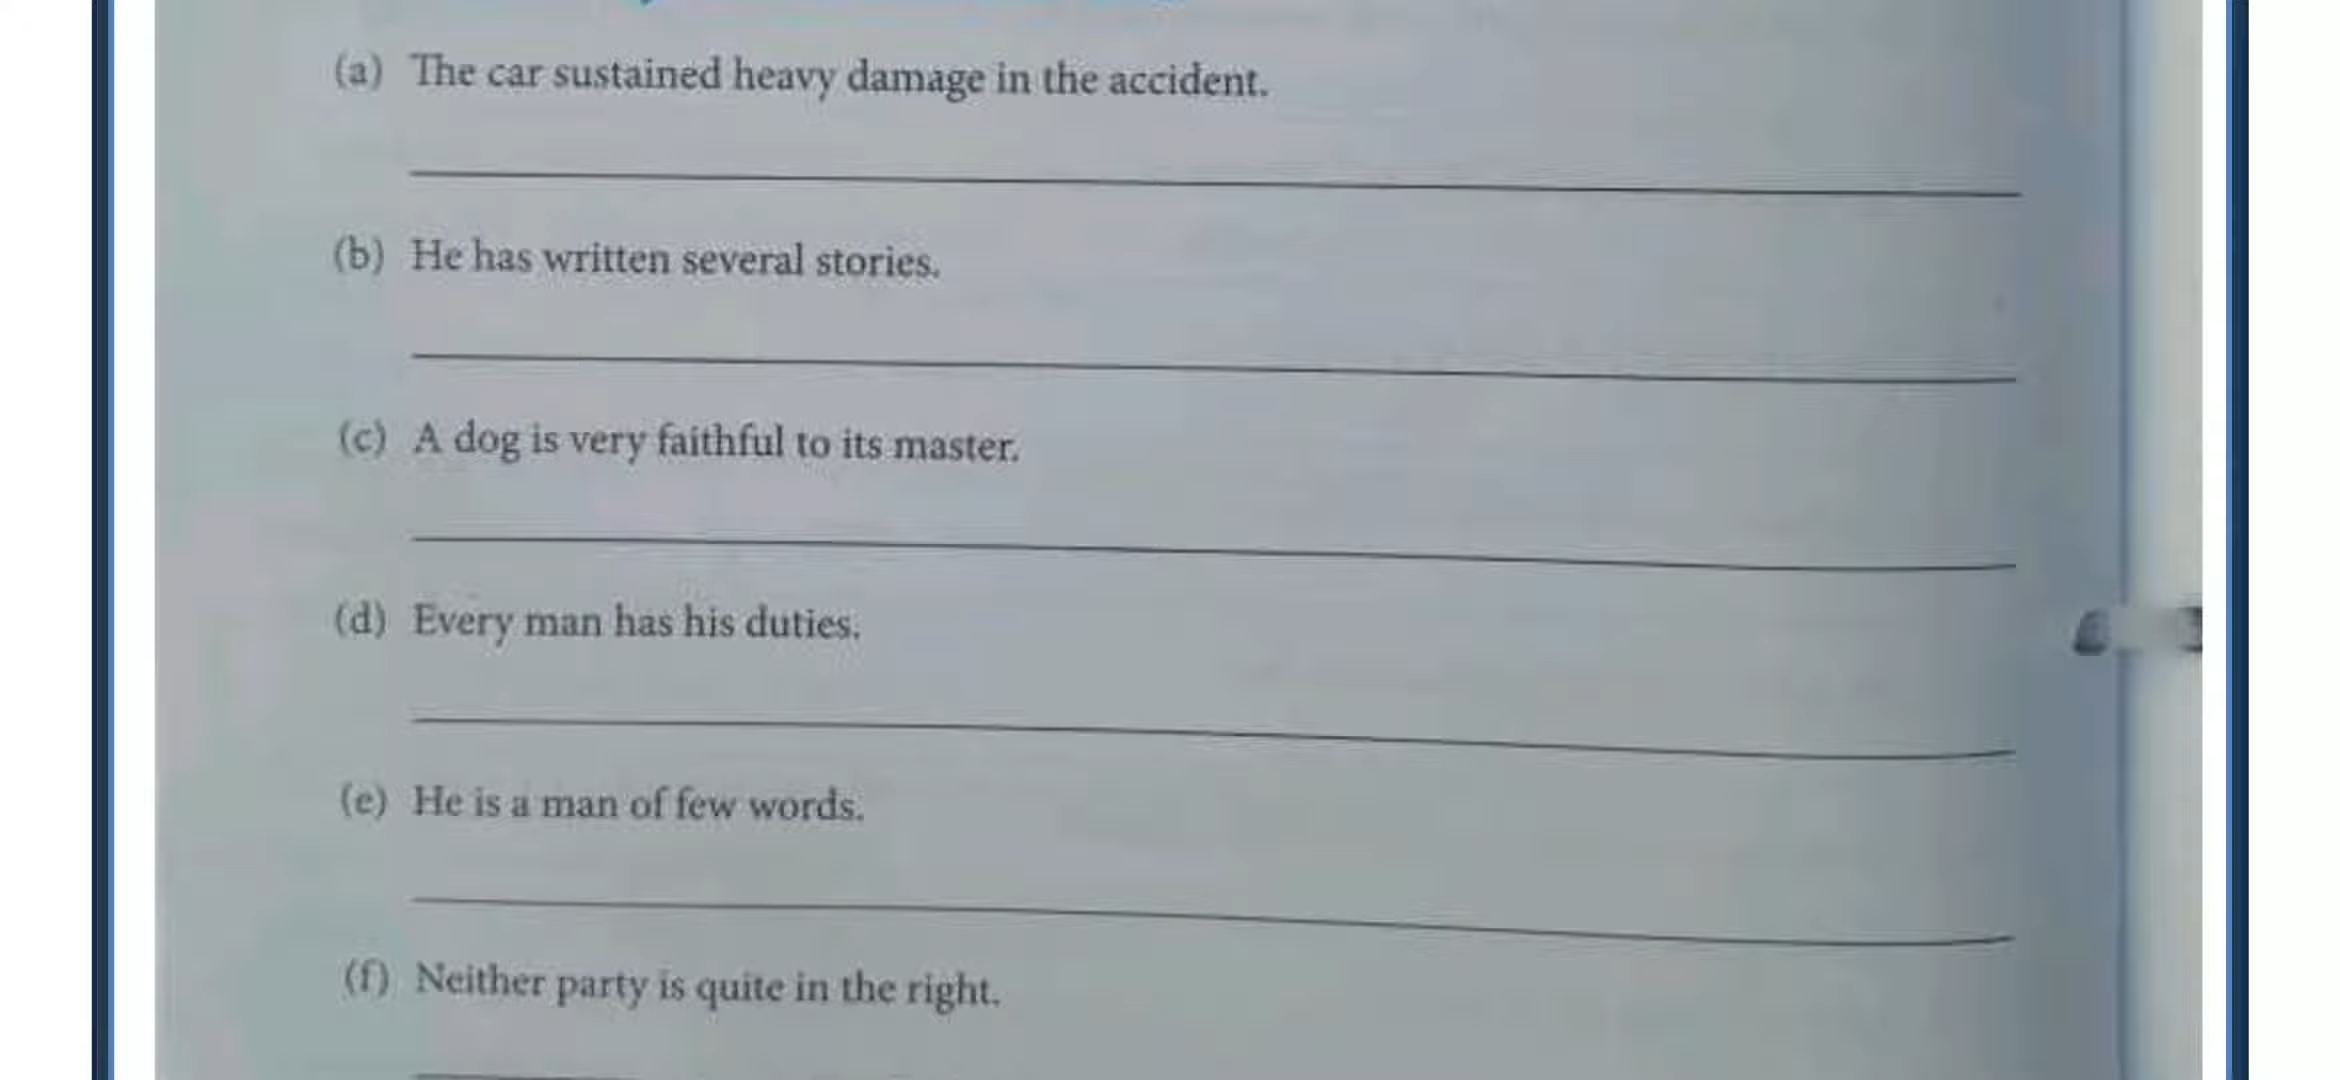 (a) The car sustained heavy damage in the accident.
(b) He has written several stories.
(c) A dog is very faithful to its master.
(d) Every man has his duties.
(e) He is a man of few words.
(f) Neither party is quite in the right.